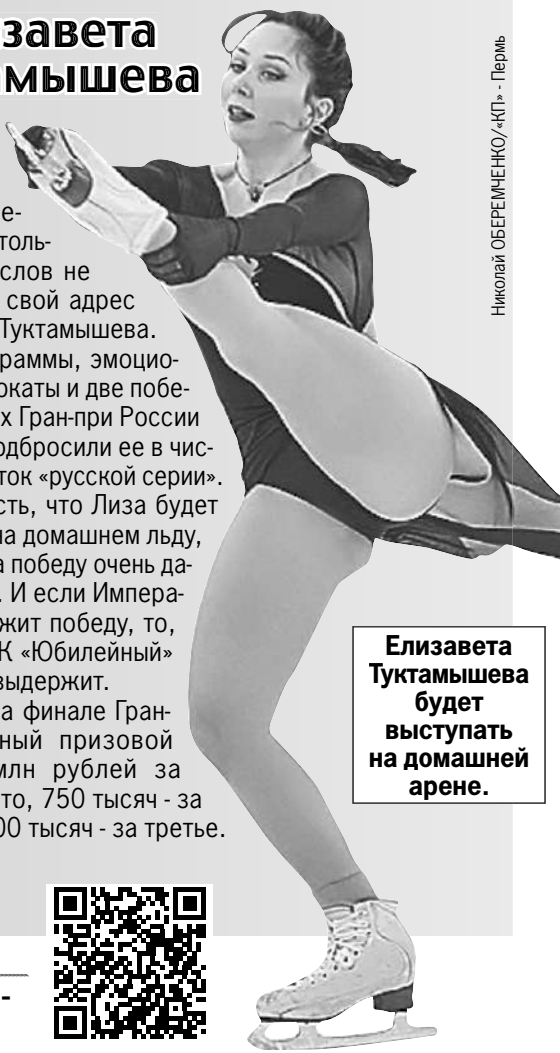 завета
мышева
е-
толь-
слов не
свой адрес
Туктамышева.
раммы, эмоцио-
окаты и две побе-
х Гран-при России
одбросили ее в чис-
ток «русской серии».
сть, что Лиза будет
на домашнем льду,
а победу очень да-
. И если Импера-
жит победу, то,
К «Юбилейный»
выдержит.
а финале Гран-
ный призовой
млн рублей за
то, 750 тысяч - за
00 тысяч - за третье.
Николай ОБЕРЕМЧЕНКО/«КП» - Пермь
Елизавета
Туктамышева
будет
выступать
на домашней
арене.
-